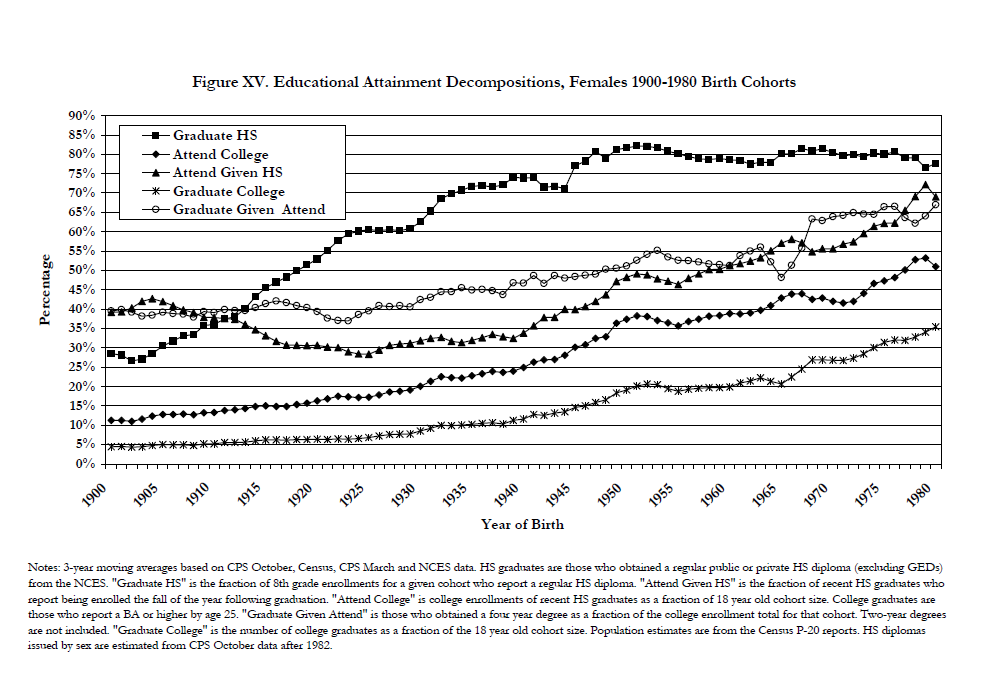 Figure XV. Educational Attainment Decompositions, Females 1900-1980 Birth Cohorts
90%
85%
80%
75%
70%
65%
60%
55%
50%
45%
40%
35%
30%
25%
20%
15%
10%
5%
0%
Percentage
Graduate HS
Attend College
Attend Given HS
Graduate College
Graduate Given Attend
1900
1905
1910
1915
1920
1925
1930
1935
1940
1945
1950
1955
1960
1965
1970
1975
1980
Year of Birth
Notes: 3-year moving averages based on CPS October, Census, CPS March and NCES data. HS graduates are those who obtained a regular public or private HS diploma (excluding GEDs)
from the NCES. "Graduate HS" is the fraction of 8th grade enrollments for a given cohort who report a regular HS diploma. "Attend Given HS" is the fraction of recent HS graduates who
report being enrolled the fall of the year following graduation. "Attend College" is college enrollments of recent HS graduates as a fraction of 18 year old cohort size. College graduates are
those who report a BA or higher by age 25. "Graduate Given Attend" is those who obtained a four year degree as a fraction of the college enrollment total for that cohort. Two-year degrees
are not included. "Graduate College" is the number of college graduates as a fraction of the 18 year old cohort size. Population estimates are from the Census P-20 reports. HS diplomas
issued by sex are estimated from CPS October data after 1982.